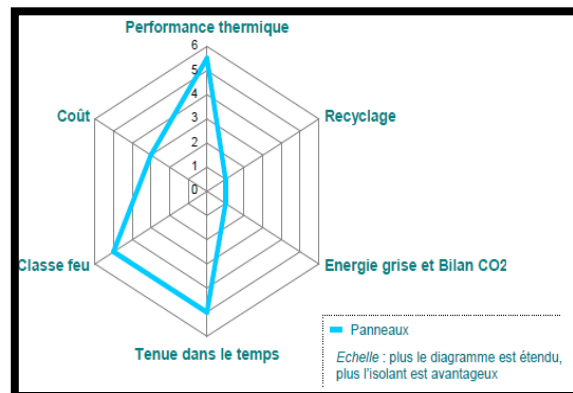 Performance thermique
6
5
4
3
2
1
0
Coût
Recyclage
Classe feu
Energie grise et Bilan CO2
Tenue dans le temps
Panneaux
Echelle : plus le diagramme est étendu,
plus l'isolant est avantageux